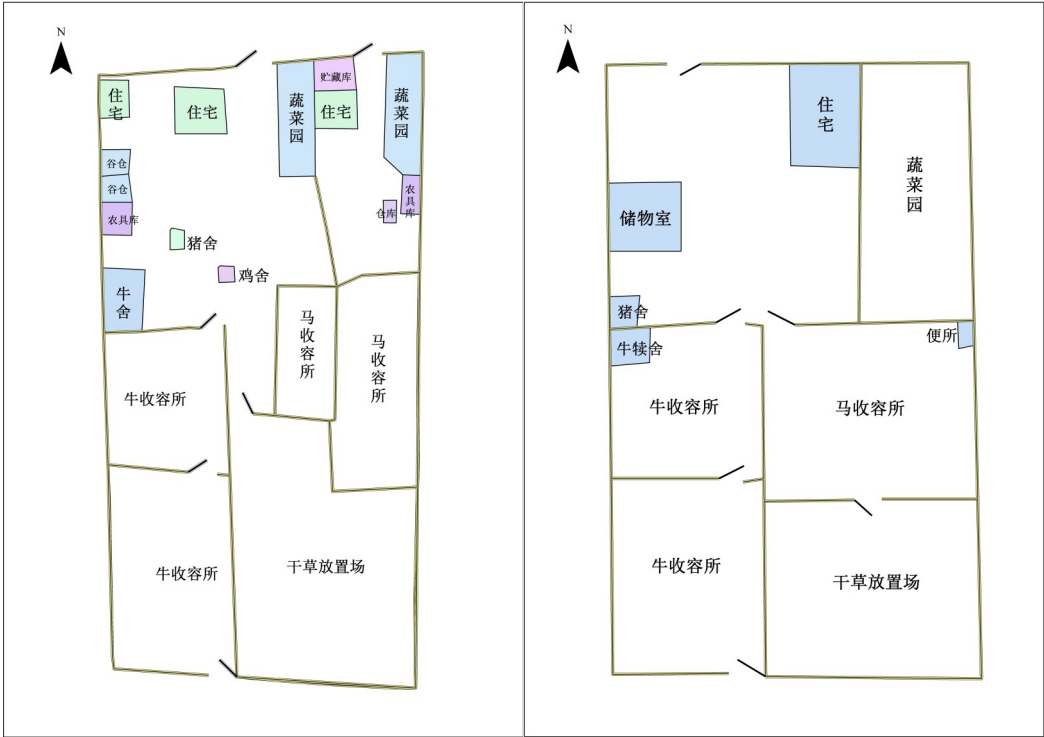 N
住宅
住宅
蔬菜园
贮藏库
住宅
蔬菜园
谷仓
谷仓
农具库
农具库
仓库
猪舍
鸡舍
牛舍
马收容所
马收容所
牛收容所
牛收容所
干草放置场
N
住宅
蔬菜园
储物室
猪舍
牛犊舍
便所
牛收容所
马收容所
牛收容所
干草放置场